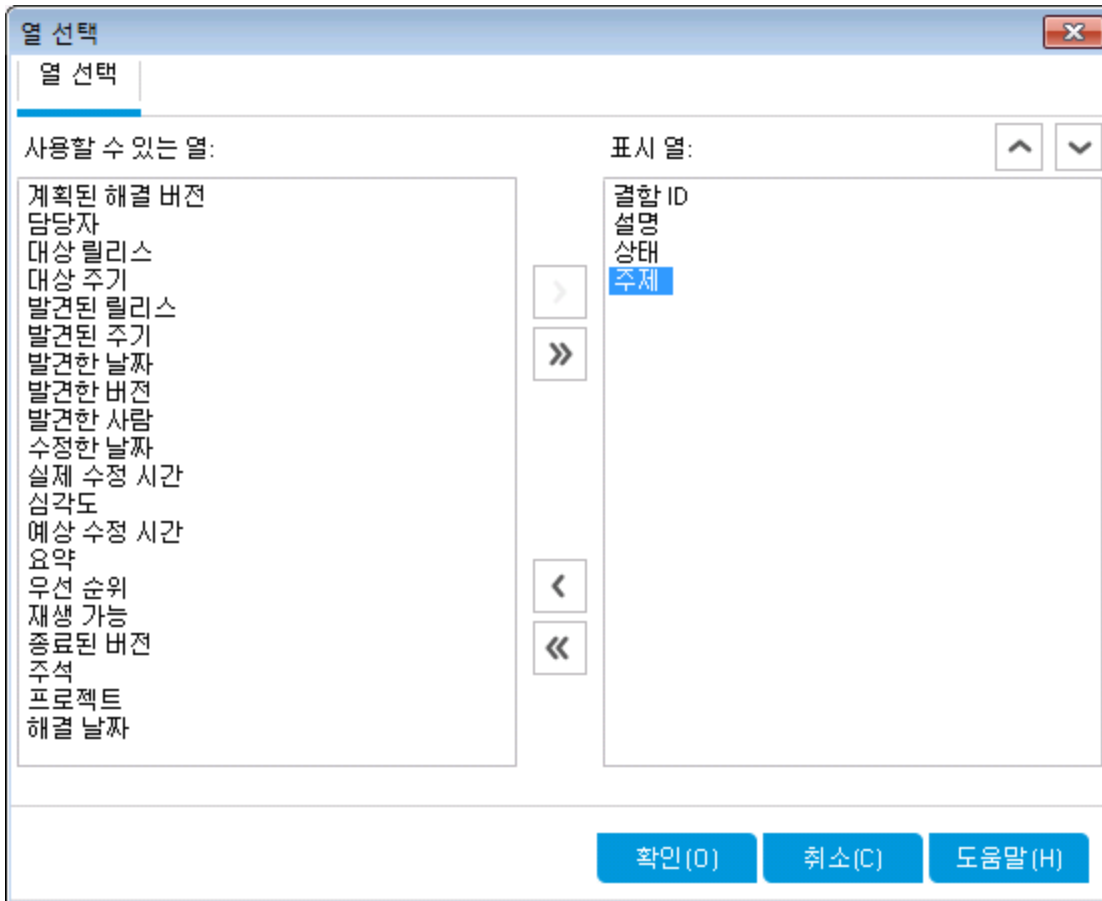 열 선택
열 선택
사용할 수 있는 열:
계획된 해결 버전
담당자
대상 릴리스
대상 주기
발견된 릴리스
발견된 주기
발견한 날짜
발견한 버전
발견한 사람
수정한 날짜
실제 수정 시간
심각도
예상 수정 시간
요약
우선 순위
재생 가능
종료된 버전
주석
프로젝트
해결 날짜
표시 열:
결함 ID
설명
상태
주제
확인(O)
취소(C)
도움말(H)